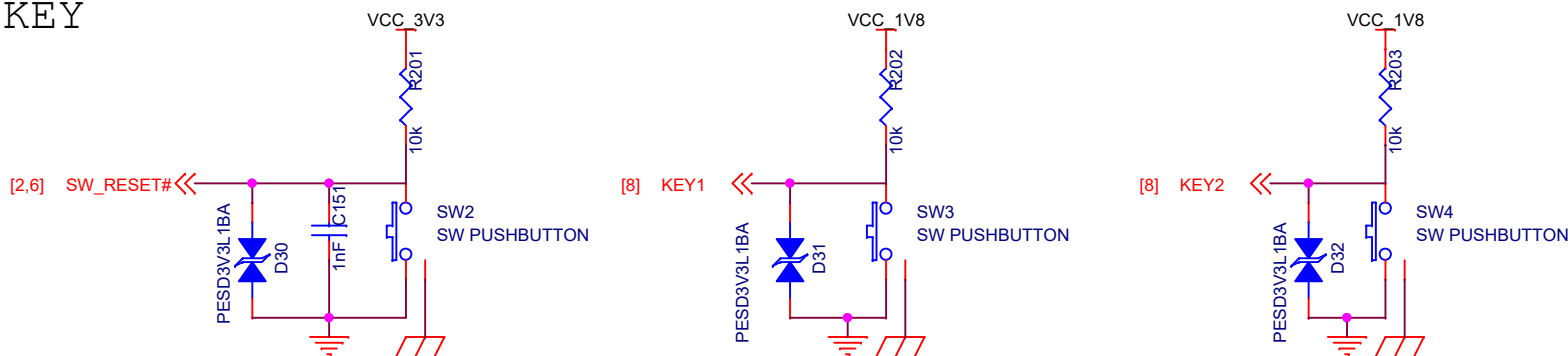 KEY
VCC_3V3
R201
10k
[2,6] SW_RESET#
PESD3V3L1BA
D30
C151
1nF
SW2
SW PUSHBUTTON
VCC_1V8
R202
10k
[8] KEY1
PESD3V3L1BA
D31
SW3
SW PUSHBUTTON
VCC_1V8
R203
10k
[8] KEY2
PESD3V3L1BA
D32
SW4
SW PUSHBUTTON